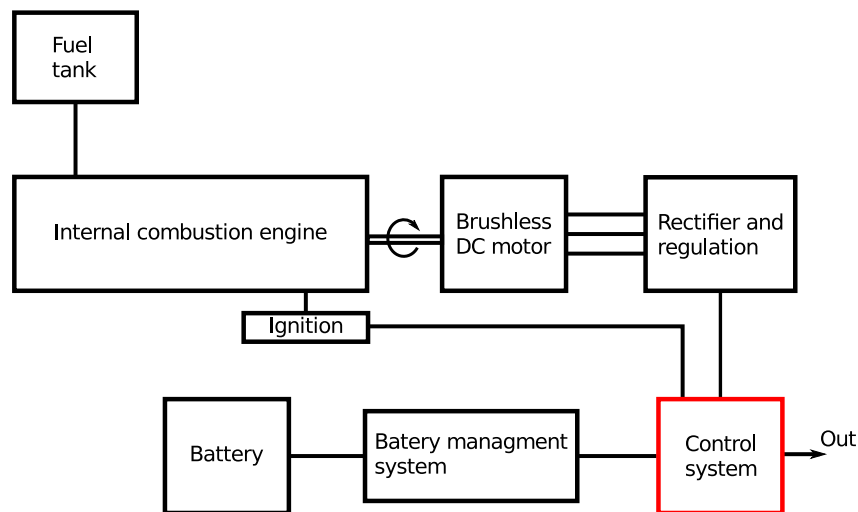 Fuel
tank
Internal combustion engine
Brushless
DC motor
Rectifier and
regulation
Ignition
Battery
Batery managment
system
Control
system
Out